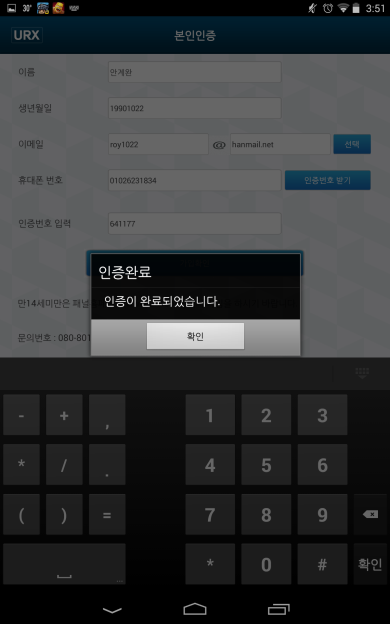 30°
3:51
URX
본인인증
이름
안계완
생년월일
19901022
이메일
roy1022 @ hanmail.net 선택
휴대폰 번호
01026231834
인증번호 받기
인증번호 입력
641177
인증완료
인증이 완료되었습니다.
확인
만14세미만은 패널
문의번호 : 080-801
- + , 1 2 3
* / . 4 5 6
( ) = 7 8 9
* 0 # 확인